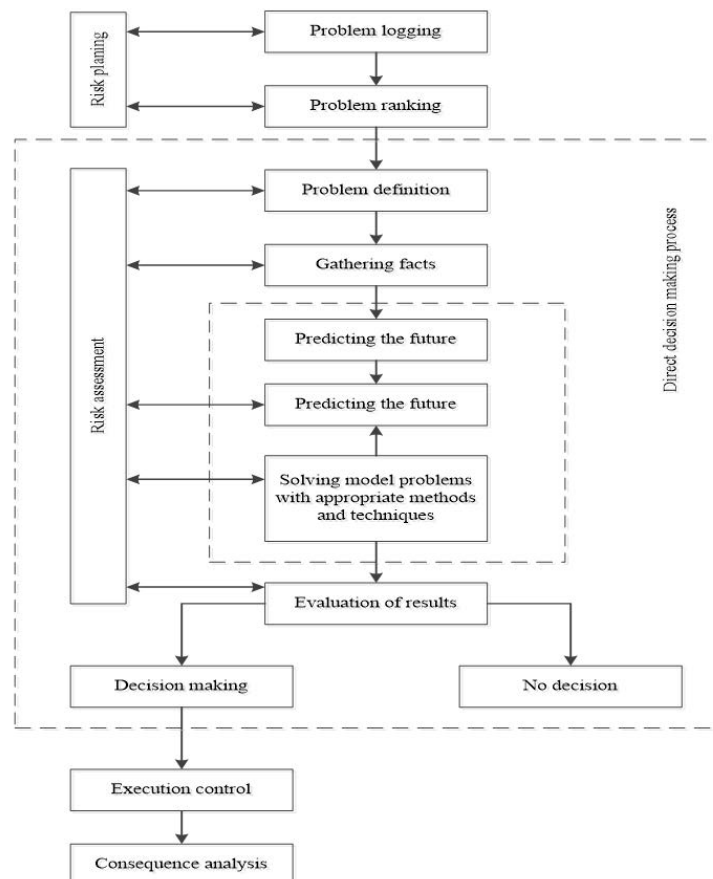 Problem logging
Risk planing
Problem ranking
Problem definition
Direct decision making process
Gathering facts
Predicting the future
Risk assessment
Predicting the future
Solving model problems
with appropriate methods
and techniques
Evaluation of results
Decision making
No decision
Execution control
Consequence analysis